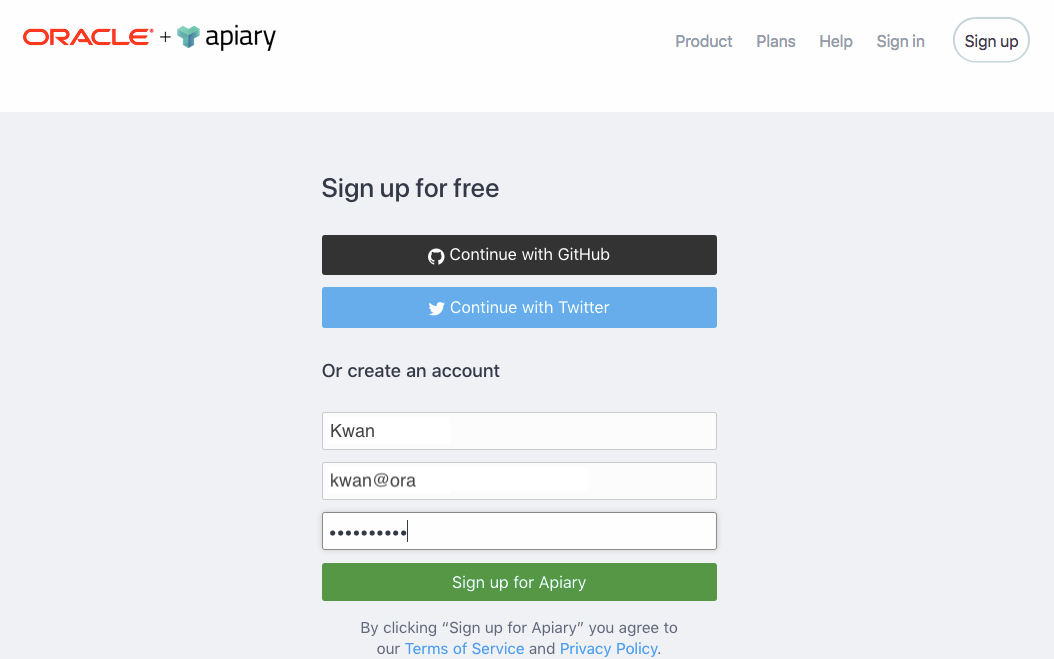 ORACLE + apiary
Product Plans Help Sign in Sign up
Sign up for free
Continue with GitHub
Continue with Twitter
Or create an account
Kwan
kwan@ora
••••••••••
Sign up for Apiary
By clicking “Sign up for Apiary” you agree to
our Terms of Service and Privacy Policy.